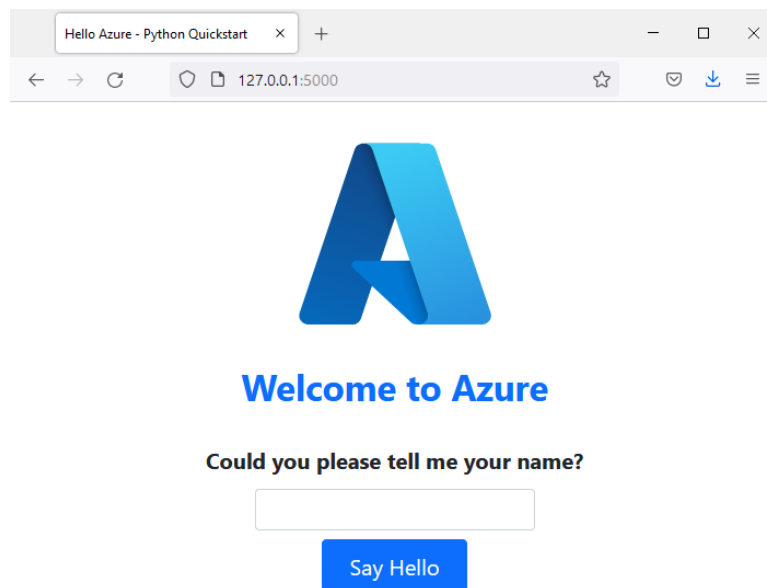 Hello Azure - Python Quickstart
127.0.0.1:5000
Welcome to Azure
Could you please tell me your name?
Say Hello